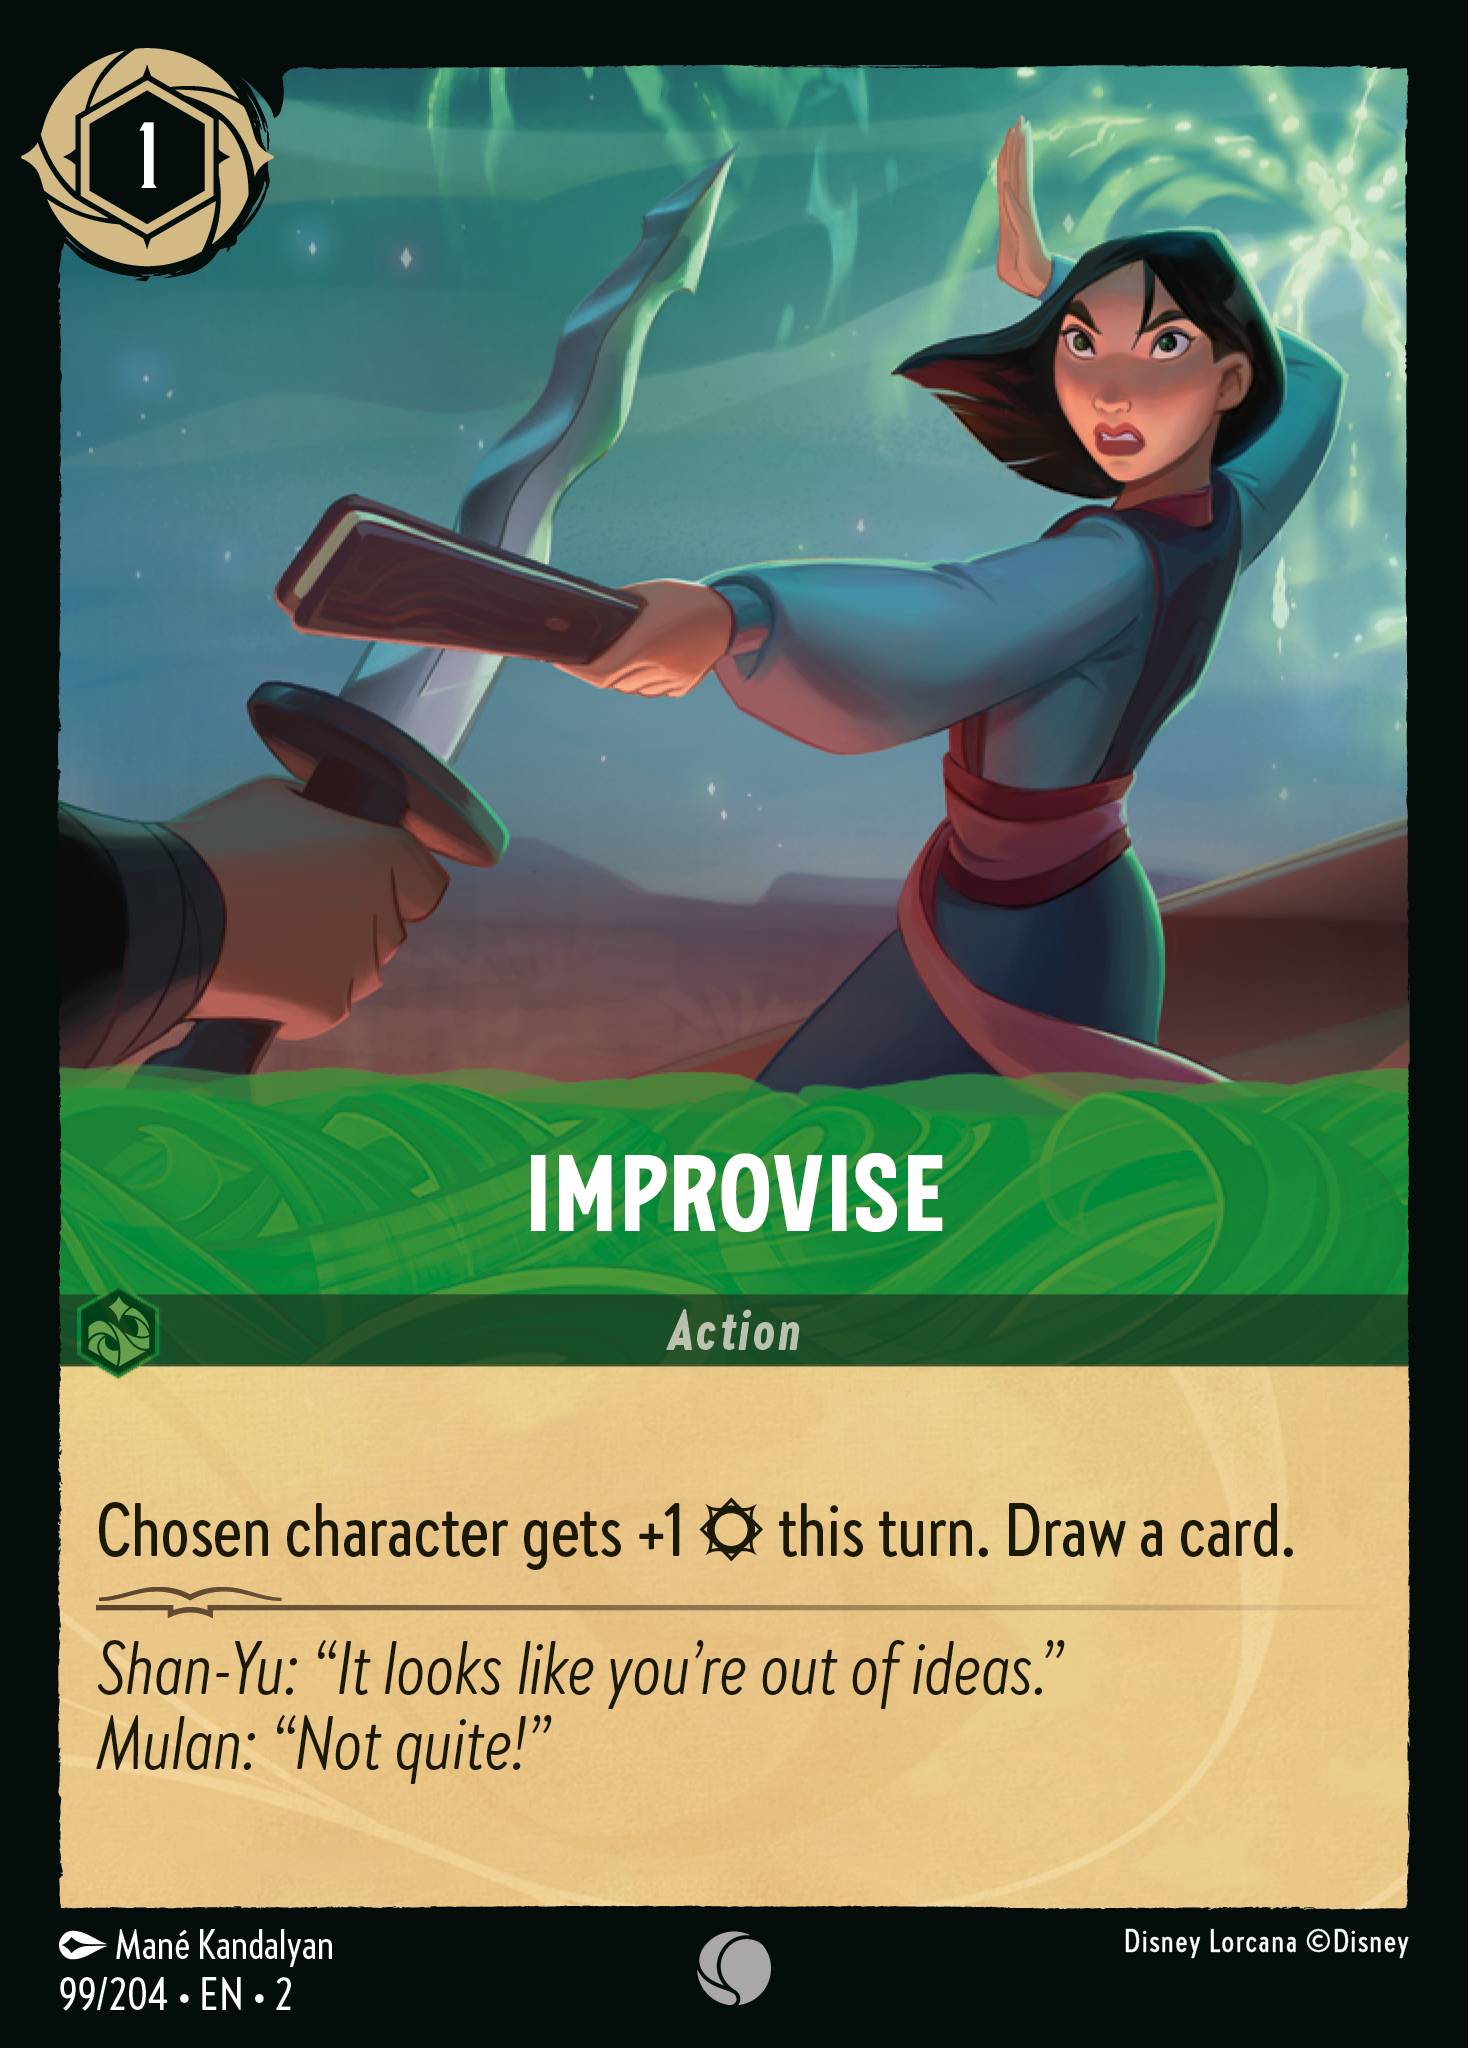 1
IMPROVISE
Action
Chosen character gets +1 this turn. Draw a card.
Shan-Yu: “It looks like you’re out of ideas.”
Mulan: “Not quite!”
Mané Kandalyan
Disney Lorcana ©Disney
99/204 • EN • 2